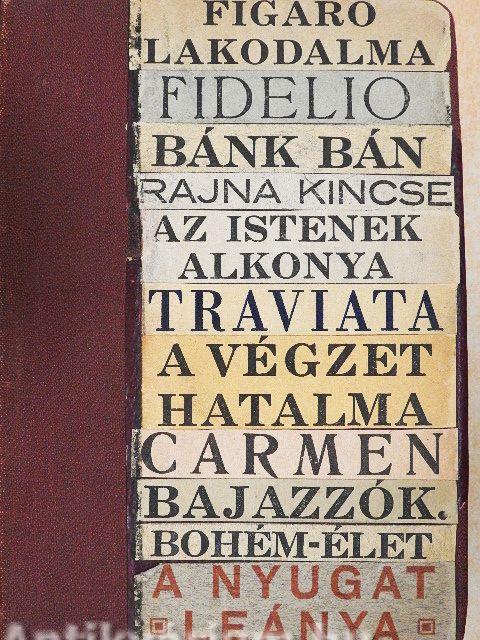 FIGARO
LAKODALMA
FIDELIO
BÁNK BÁN
RAJNA KINCSE
AZ ISTENEK
ALKONYA
TRAVIATA
A VÉGZET
HATALMA
CARMEN
BAJAZZÓK.
BOHÉM-ÉLET
A NYUGAT
LEÁNYA